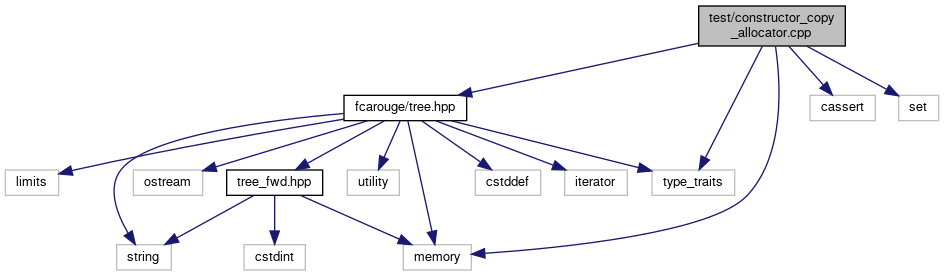 test/constructor_copy
_allocator.cpp
fcarouge/tree.hpp
cassert
set
limits
ostream
tree_fwd.hpp
utility
cstddef
iterator
type_traits
string
cstdint
memory